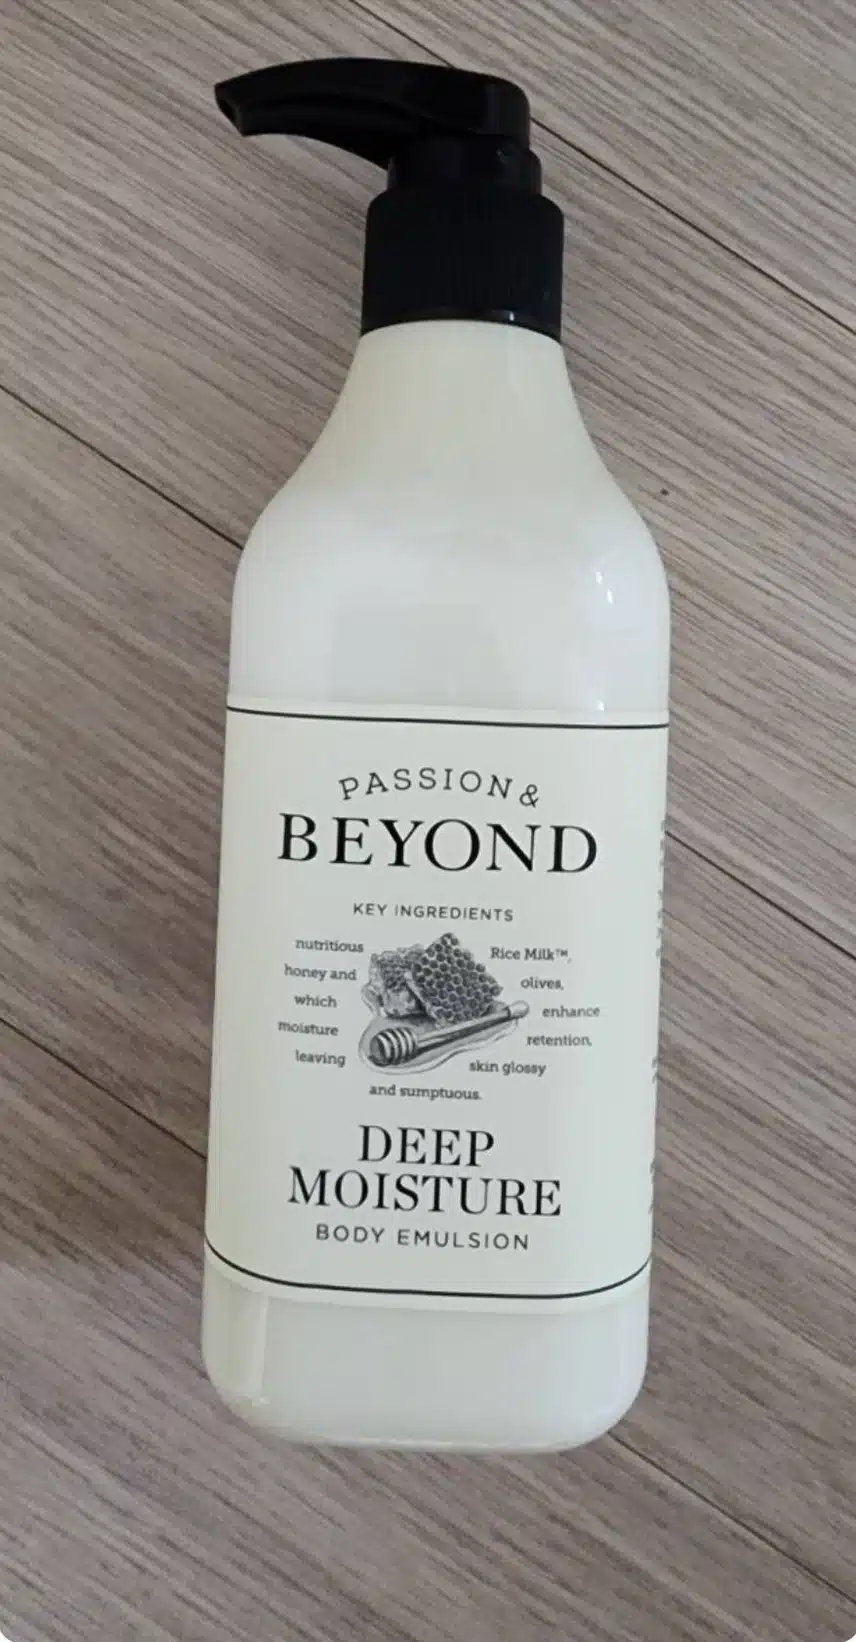 PASSION &
BEYOND
KEY INGREDIENTS
nutritious Rice Milk™,
honey and olives,
which enhance
moisture retention,
leaving skin glossy
and sumptuous.
DEEP
MOISTURE
BODY EMULSION